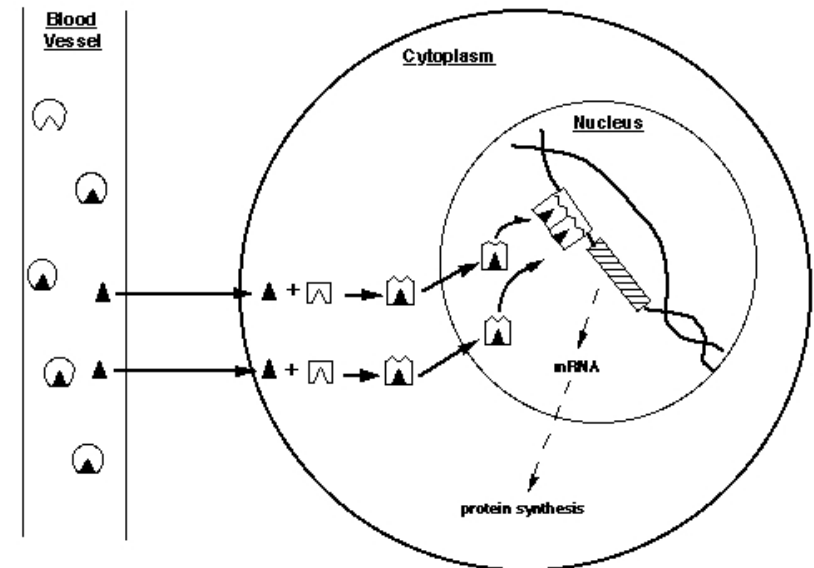 Blood
Vessel
Cytoplasm
Nucleus
+
+
mRNA
protein synthesis